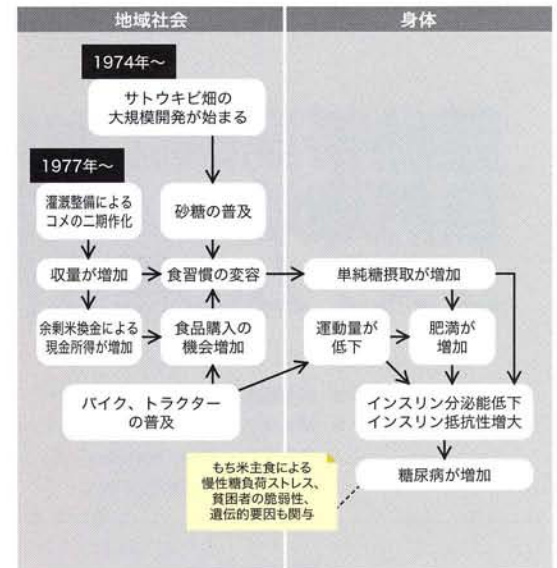 地域社会
身体
1974年〜
サトウキビ畑の
大規模開発が始まる
1977年〜
灌漑整備による
コメの二期作化
砂糖の普及
収量が増加
食習慣の変容
単純糖摂取が増加
余剰米換金による
現金所得が増加
食品購入の
機会増加
運動量が
低下
肥満が
増加
バイク、トラクター
の普及
インスリン分泌能低下
インスリン抵抗性増大
もち米主食による
慢性糖負荷ストレス、
貧困者の脆弱性、
遺伝的要因も関与
糖尿病が増加